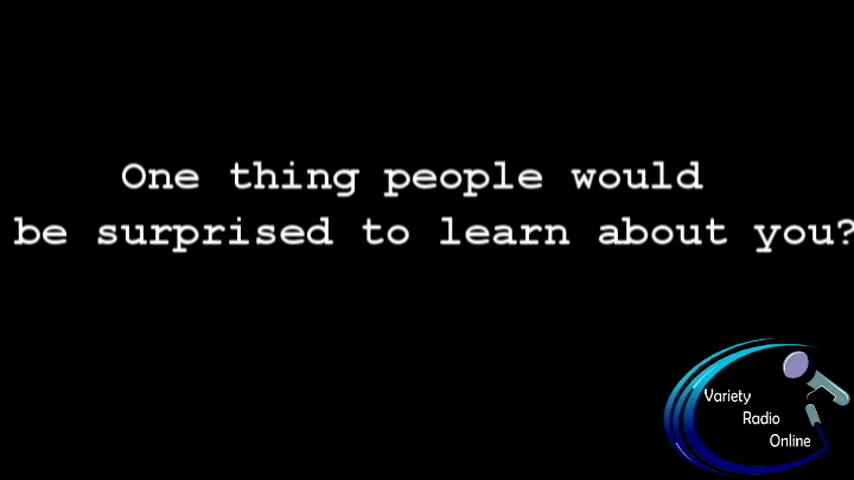 One thing people would
be surprised to learn about you?
Variety
Radio
Online